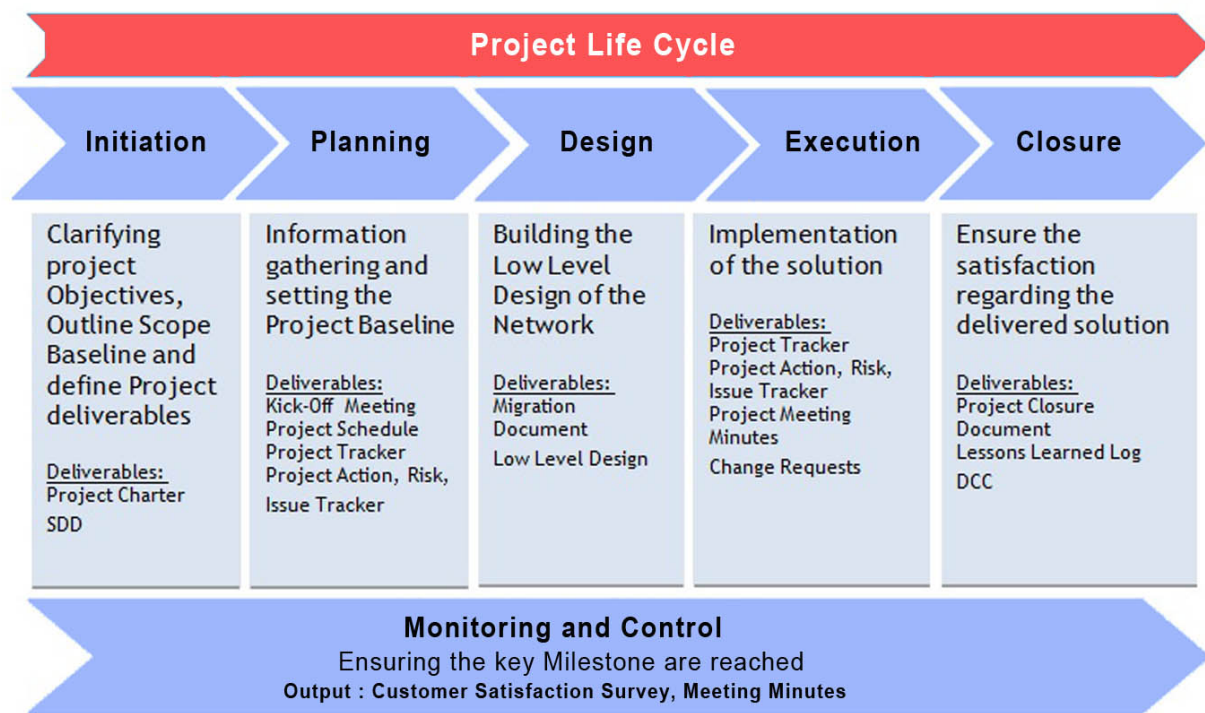 Project Life Cycle
Initiation
Planning
Design
Execution
Closure
Clarifying
project
Objectives,
Outline Scope
Baseline and
define Project
deliverables
Deliverables:
Project Charter
SDD
Information
gathering and
setting the
Project Baseline
Deliverables:
Kick-Off Meeting
Project Schedule
Project Tracker
Project Action, Risk,
Issue Tracker
Building the
Low Level
Design of the
Network
Deliverables:
Migration
Document
Low Level Design
Implementation
of the solution
Deliverables:
Project Tracker
Project Action, Risk,
Issue Tracker
Project Meeting
Minutes
Change Requests
Ensure the
satisfaction
regarding the
delivered solution
Deliverables:
Project Closure
Document
Lessons Learned Log
DCC
Monitoring and Control
Ensuring the key Milestone are reached
Output : Customer Satisfaction Survey, Meeting Minutes